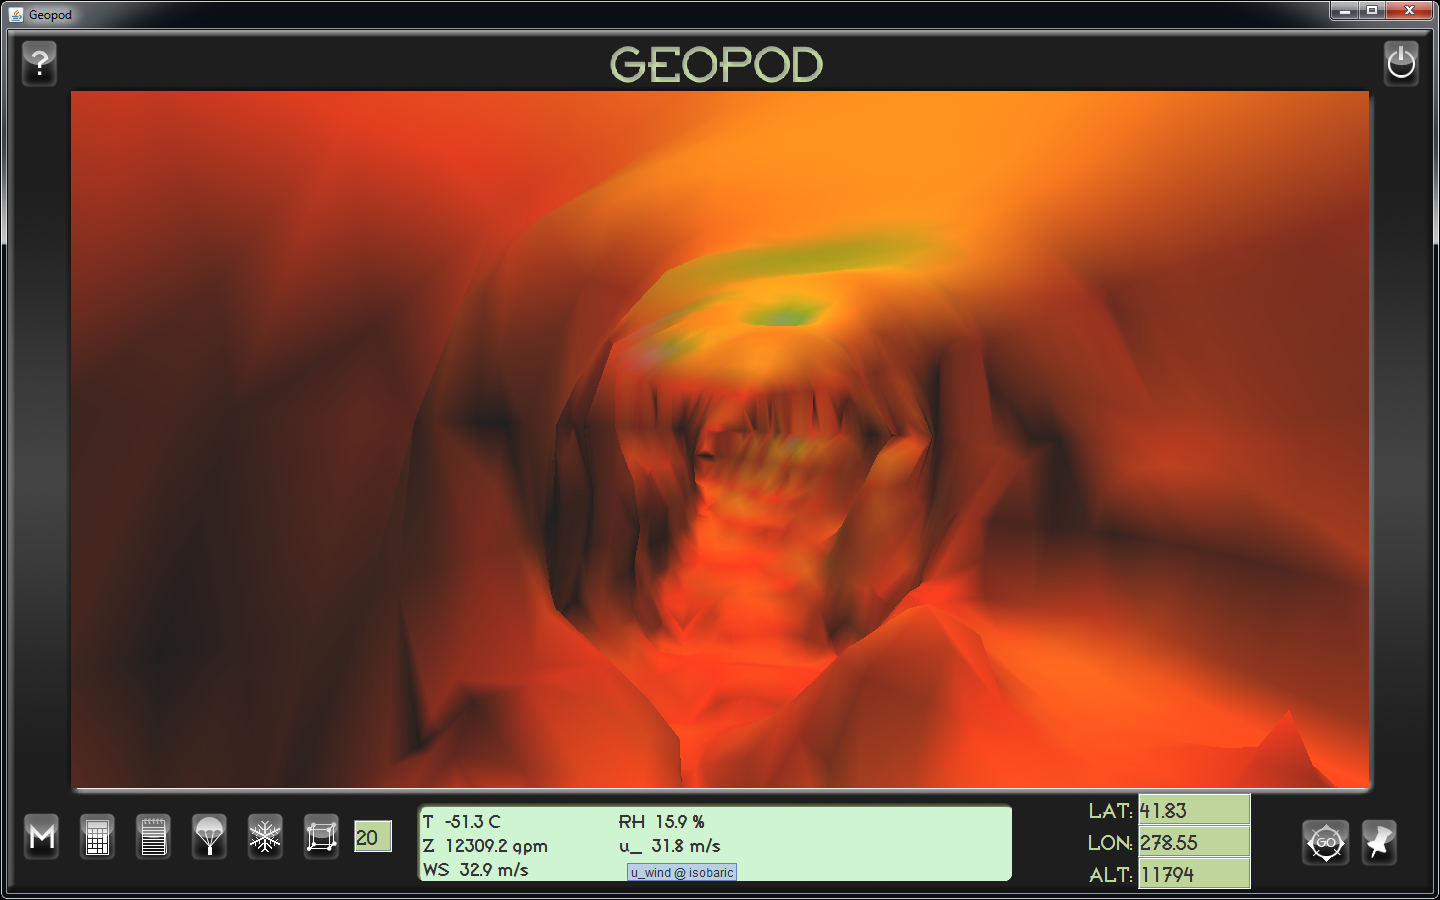 Geopod
?
GEOPOD
M
20
T -51.3 C
RH 15.9 %
Z 12309.2 gpm
u_ 31.8 m/s
WS 32.9 m/s
u_wind @ isobaric
LAT: 41.83
LON: 278.55
ALT: 11794
GO